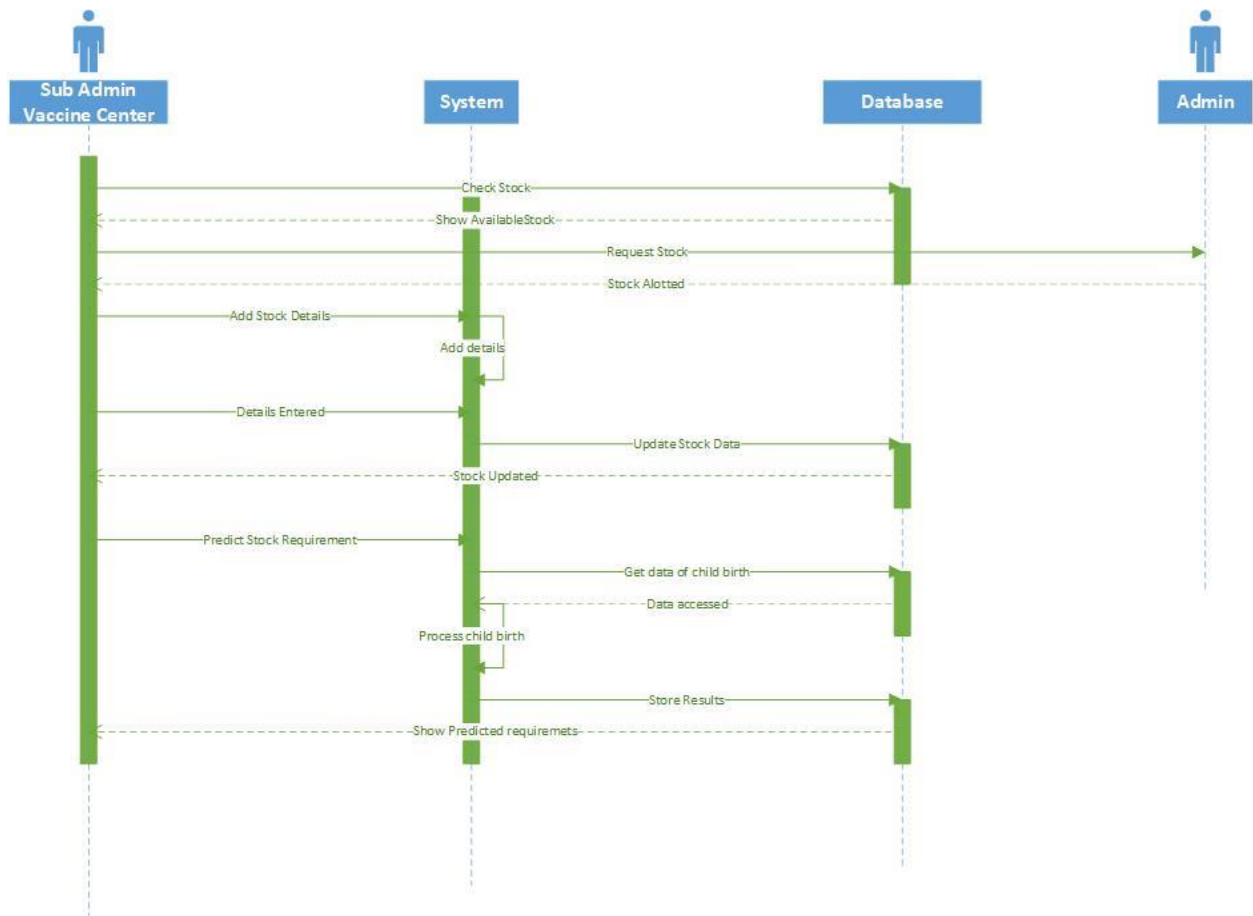 Sub Admin
Vaccine Center
System
Database
Admin
Check Stock
Show AvailableStock
Request Stock
Stock Alotted
Add Stock Details
Add details
Details Entered
Update Stock Data
Stock Updated
Predict Stock Requirement
Get data of child birth
Data accessed
Process child birth
Store Results
Show Predicted requiremets